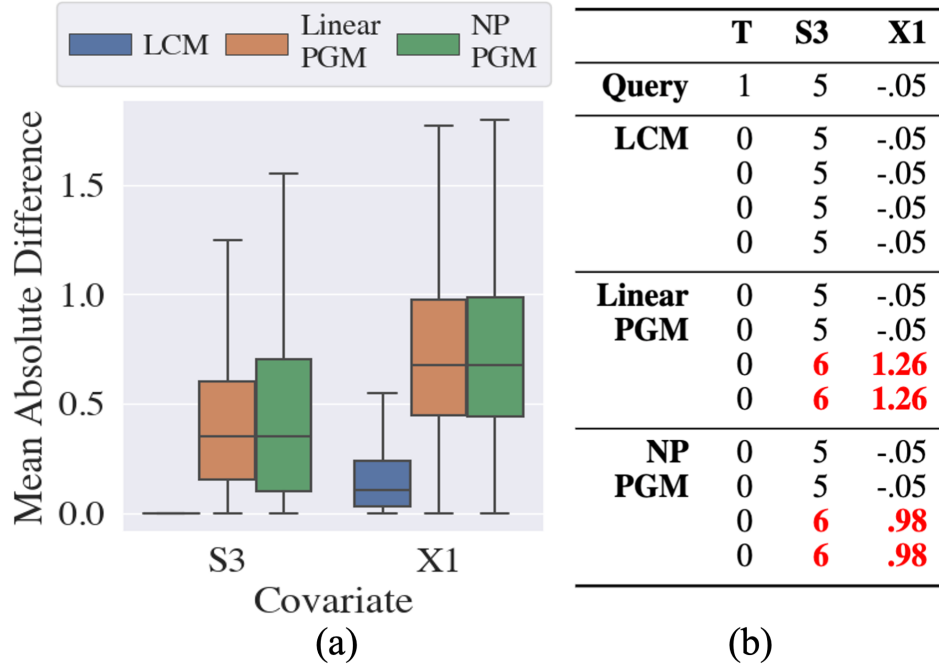 LCM
Linear
PGM
NP
PGM
Mean Absolute Difference
1.5
1.0
0.5
0.0
S3 X1
Covariate
(a)
T S3 X1
Query 1 5 -.05
LCM 0 5 -.05
0 5 -.05
0 5 -.05
0 5 -.05
Linear 0 5 -.05
PGM 0 5 -.05
0 6 1.26
0 6 1.26
NP 0 5 -.05
PGM 0 5 -.05
0 6 .98
0 6 .98
(b)